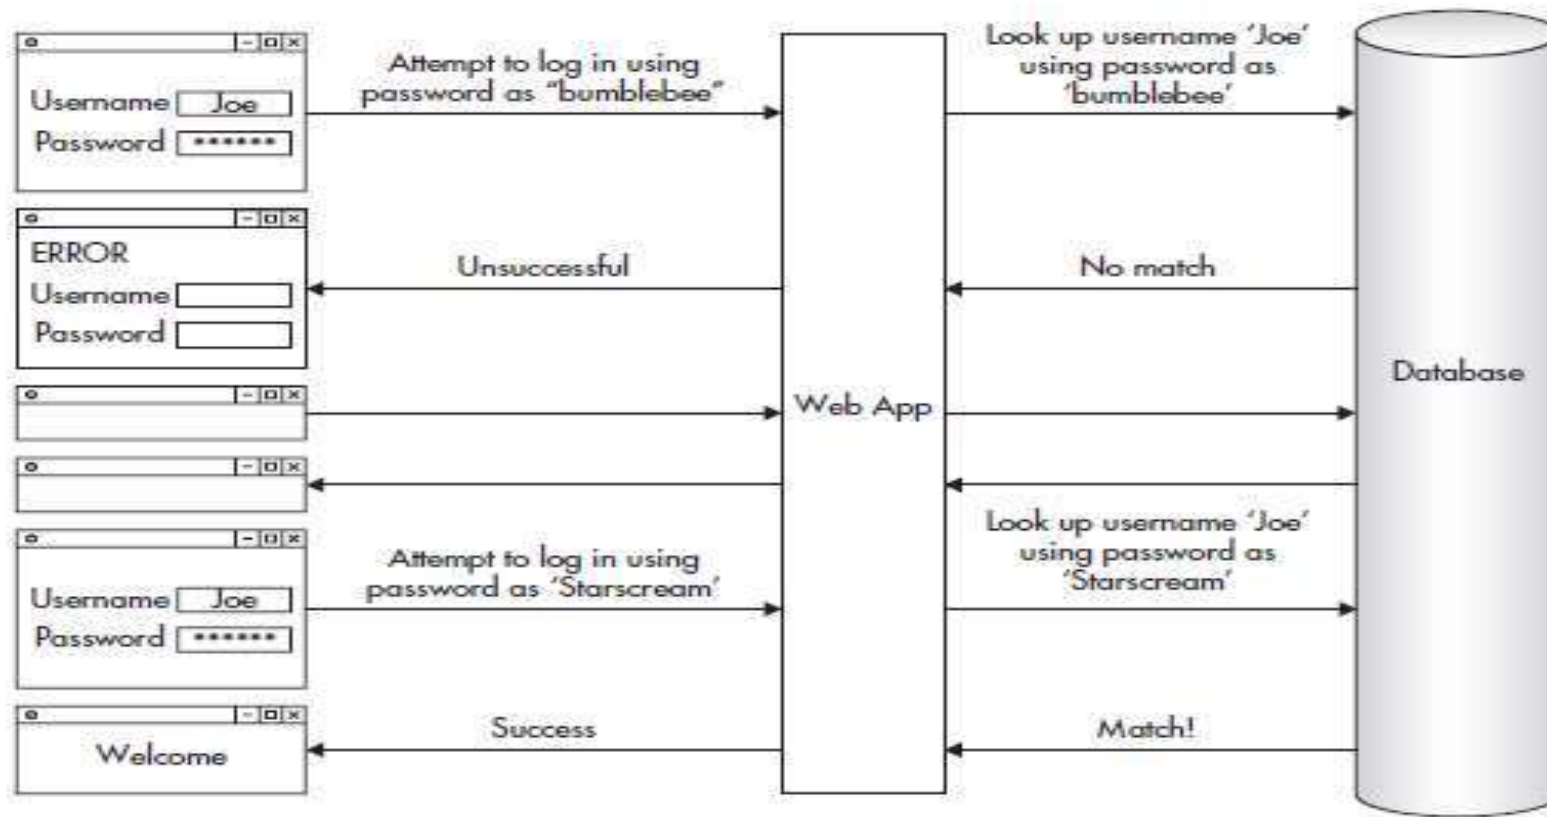 Username Joe
Password ******
Attempt to log in using
password as "bumblebee"
Look up username 'Joe'
using password as
'bumblebee'
ERROR
Username
Password
Unsuccessful
No match
Web App
Database
Username Joe
Password ******
Attempt to log in using
password as 'Starscream'
Look up username 'Joe'
using password as
'Starscream'
Welcome
Success
Match!